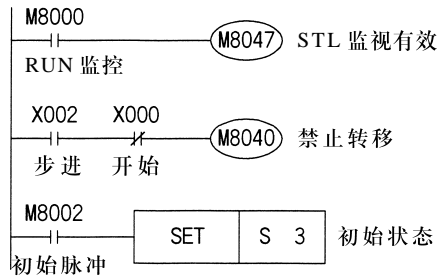 M8000
M8047 STL 监视有效
RUN 监控
X002 X000
M8040 禁止转移
步进 开始
M8002
SET S 3 初始状态
初始脉冲